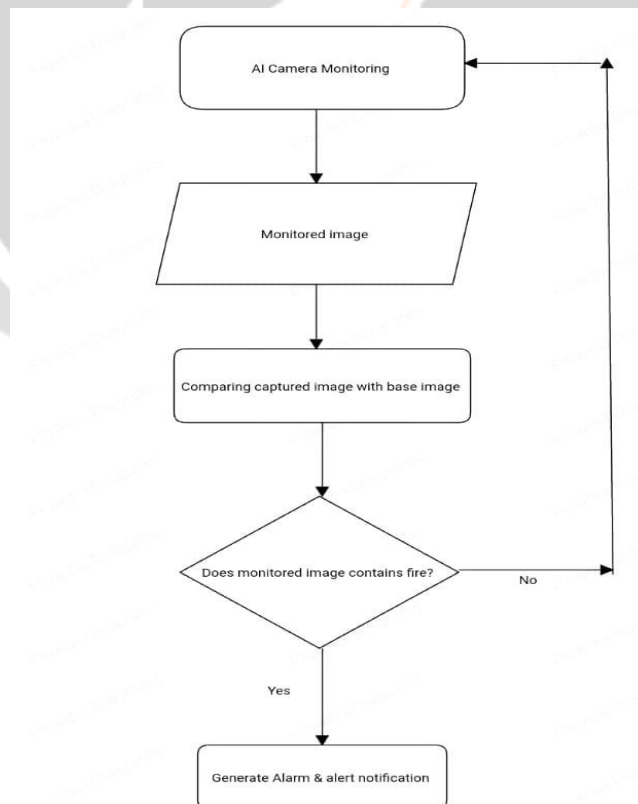 AI Camera Monitoring
Monitored image
Comparing captured image with base image
Does monitored image contains fire?
No
Yes
Generate Alarm & alert notification